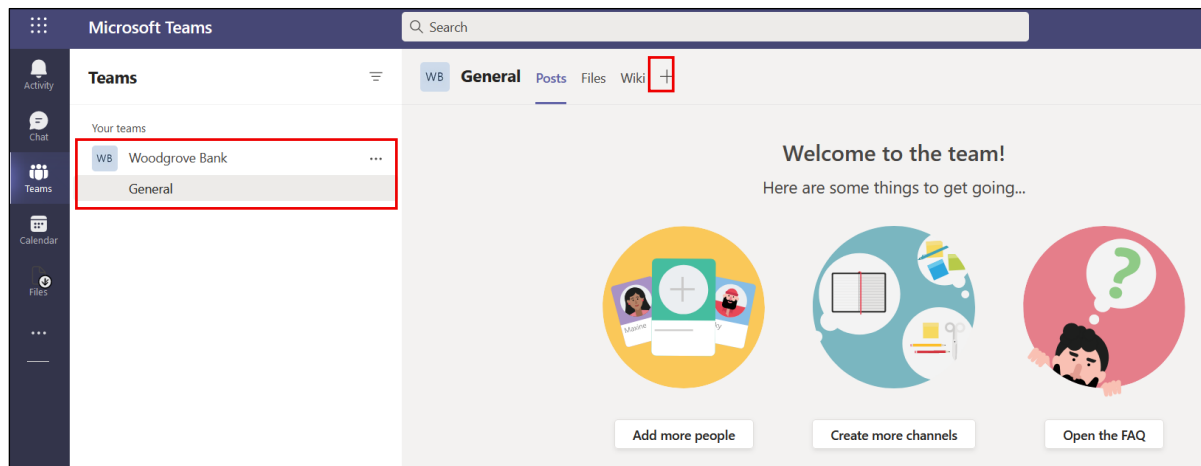 Microsoft Teams
Search
Activity
Chat
Teams
Calendar
Files
Teams
Your teams
WB Woodgrove Bank ...
General
WB General Posts Files Wiki +
Welcome to the team!
Here are some things to get going...
Maxine
Add more people
Create more channels
Open the FAQ